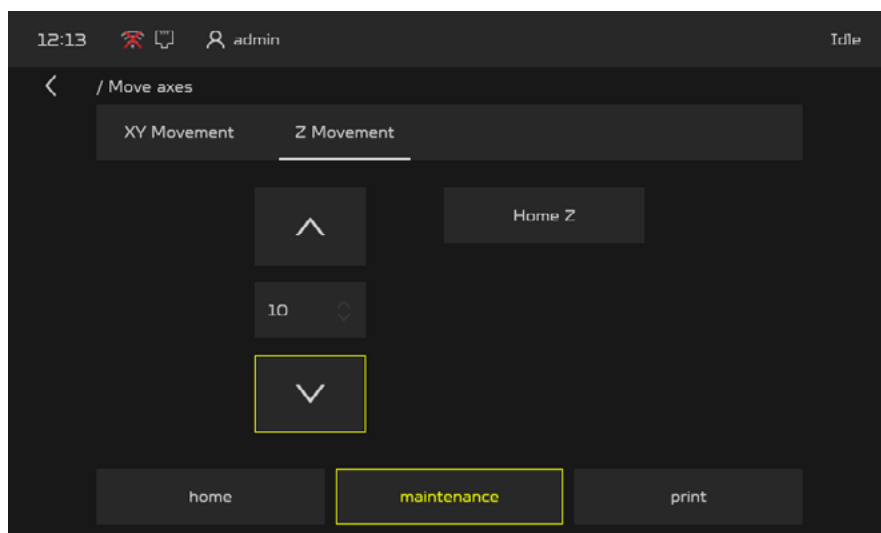 12:13 admin Idle
/ Move axes
XY Movement Z Movement
Home Z
10
home maintenance print